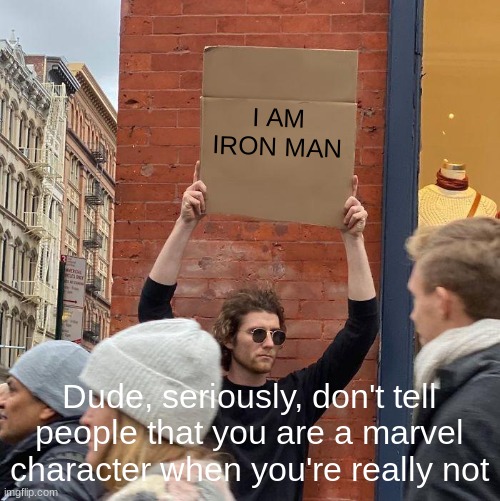 I AM
IRON MAN
Dude, seriously, don't tell
people that you are a marvel
character when you're really not
imgflip.com